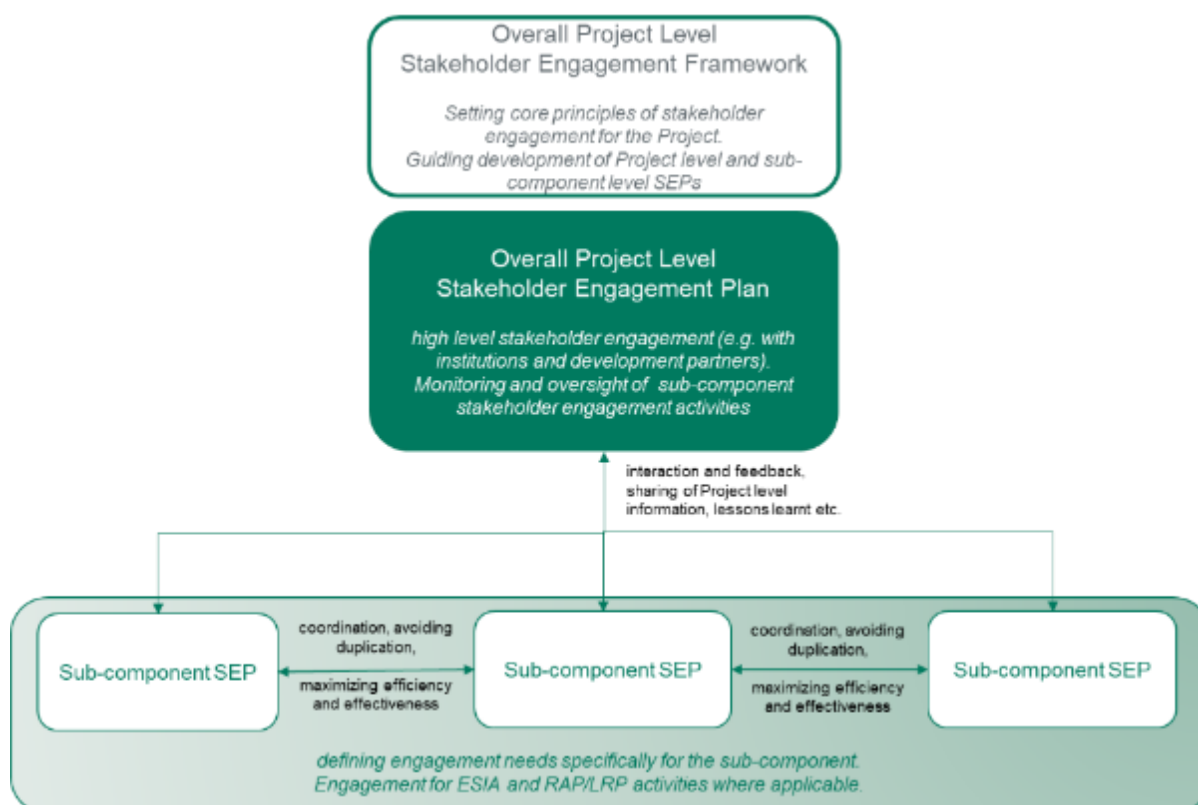 Overall Project Level
Stakeholder Engagement Framework
Setting core principles of stakeholder
engagement for the Project.
Guiding development of Project level and sub-
component level SEPs
Overall Project Level
Stakeholder Engagement Plan
high level stakeholder engagement (e.g. with
institutions and development partners).
Monitoring and oversight of sub-component
stakeholder engagement activities
interaction and feedback,
sharing of Project level
information, lessons learnt etc.
Sub-component SEP
coordination, avoiding
duplication,
maximizing efficiency
and effectiveness
Sub-component SEP
coordination, avoiding
duplication,
maximizing efficiency
and effectiveness
Sub-component SEP
defining engagement needs specifically for the sub-component.
Engagement for ESIA and RAP/LRP activities where applicable.